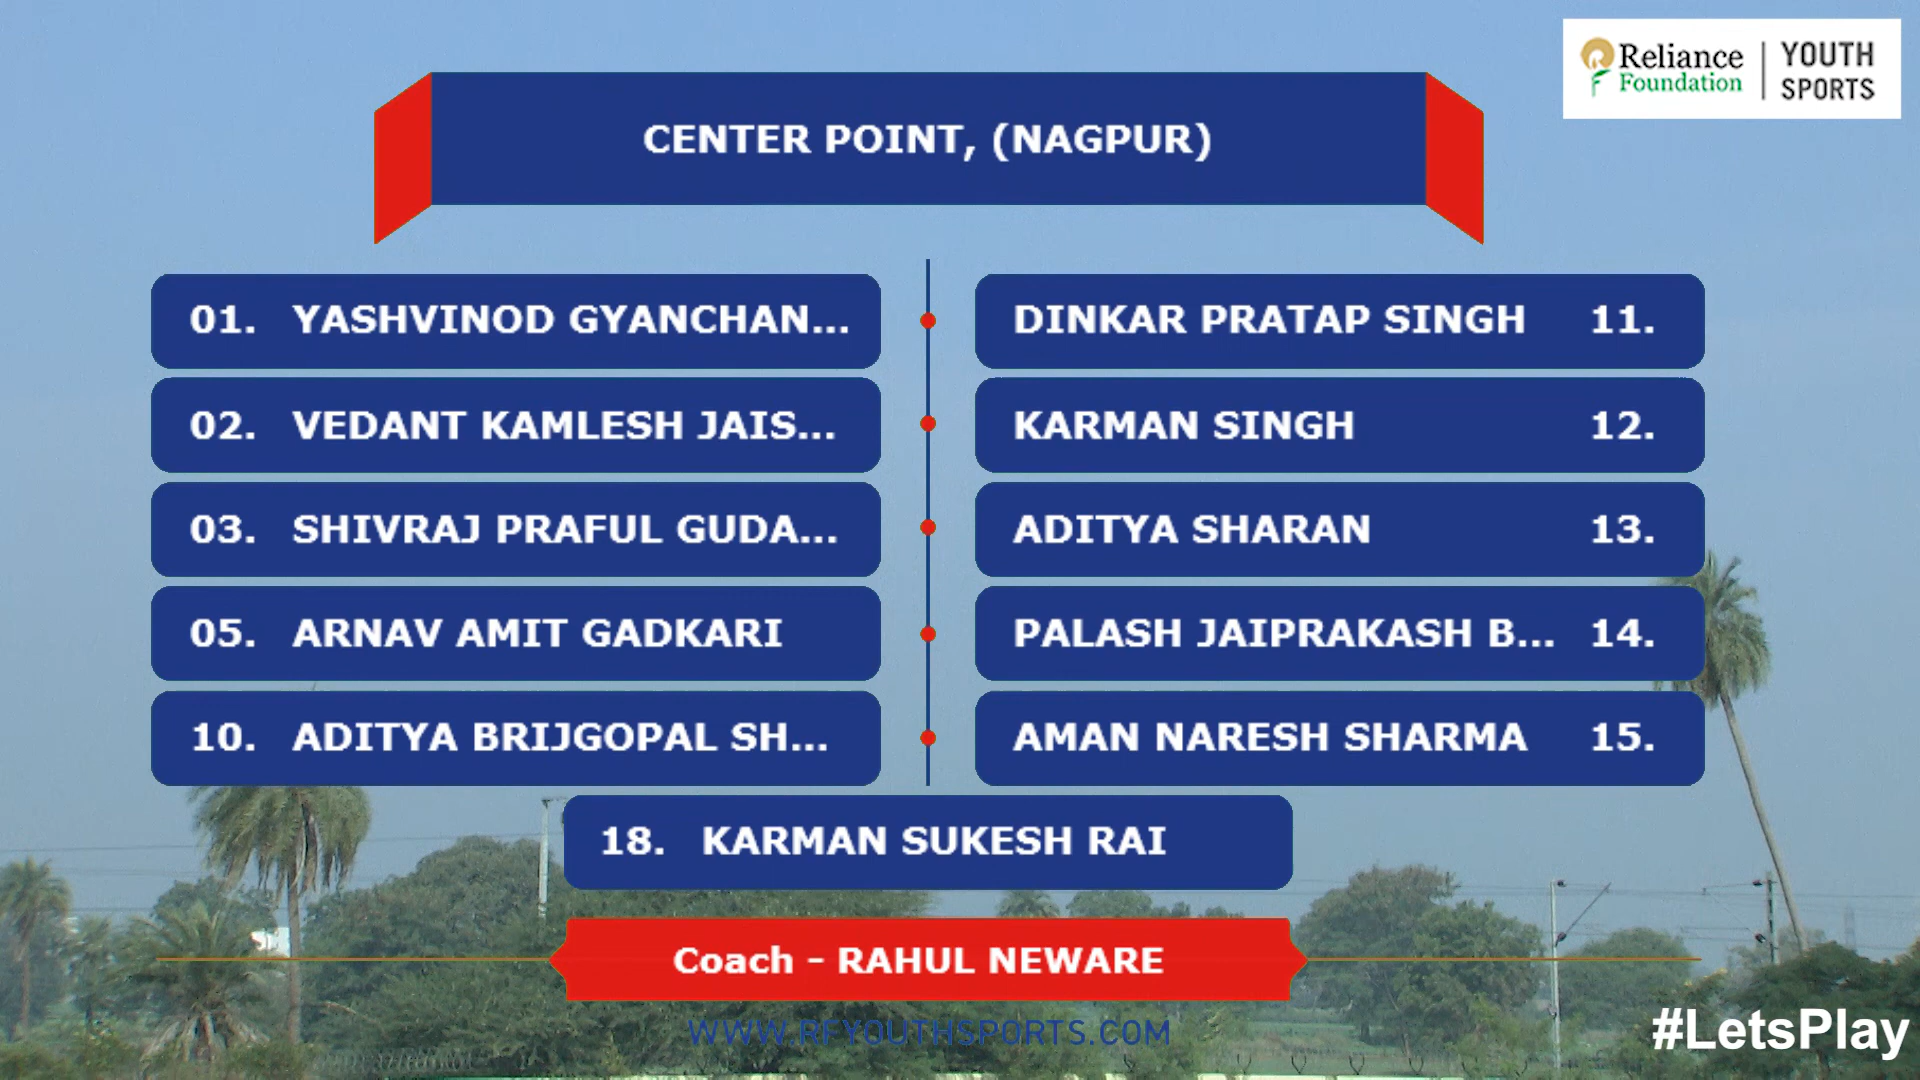 Reliance Foundation | YOUTH SPORTS
CENTER POINT, (NAGPUR)
01. YASHVINOD GYANCHAN...
02. VEDANT KAMLESH JAIS...
03. SHIVRAJ PRAFUL GUDA...
05. ARNAV AMIT GADKARI
10. ADITYA BRIJGOPAL SH...
DINKAR PRATAP SINGH 11.
KARMAN SINGH 12.
ADITYA SHARAN 13.
PALASH JAIPRAKASH B... 14.
AMAN NARESH SHARMA 15.
18. KARMAN SUKESH RAI
Coach - RAHUL NEWARE
WWW.RFYOUTHSPORTS.COM
#LetsPlay